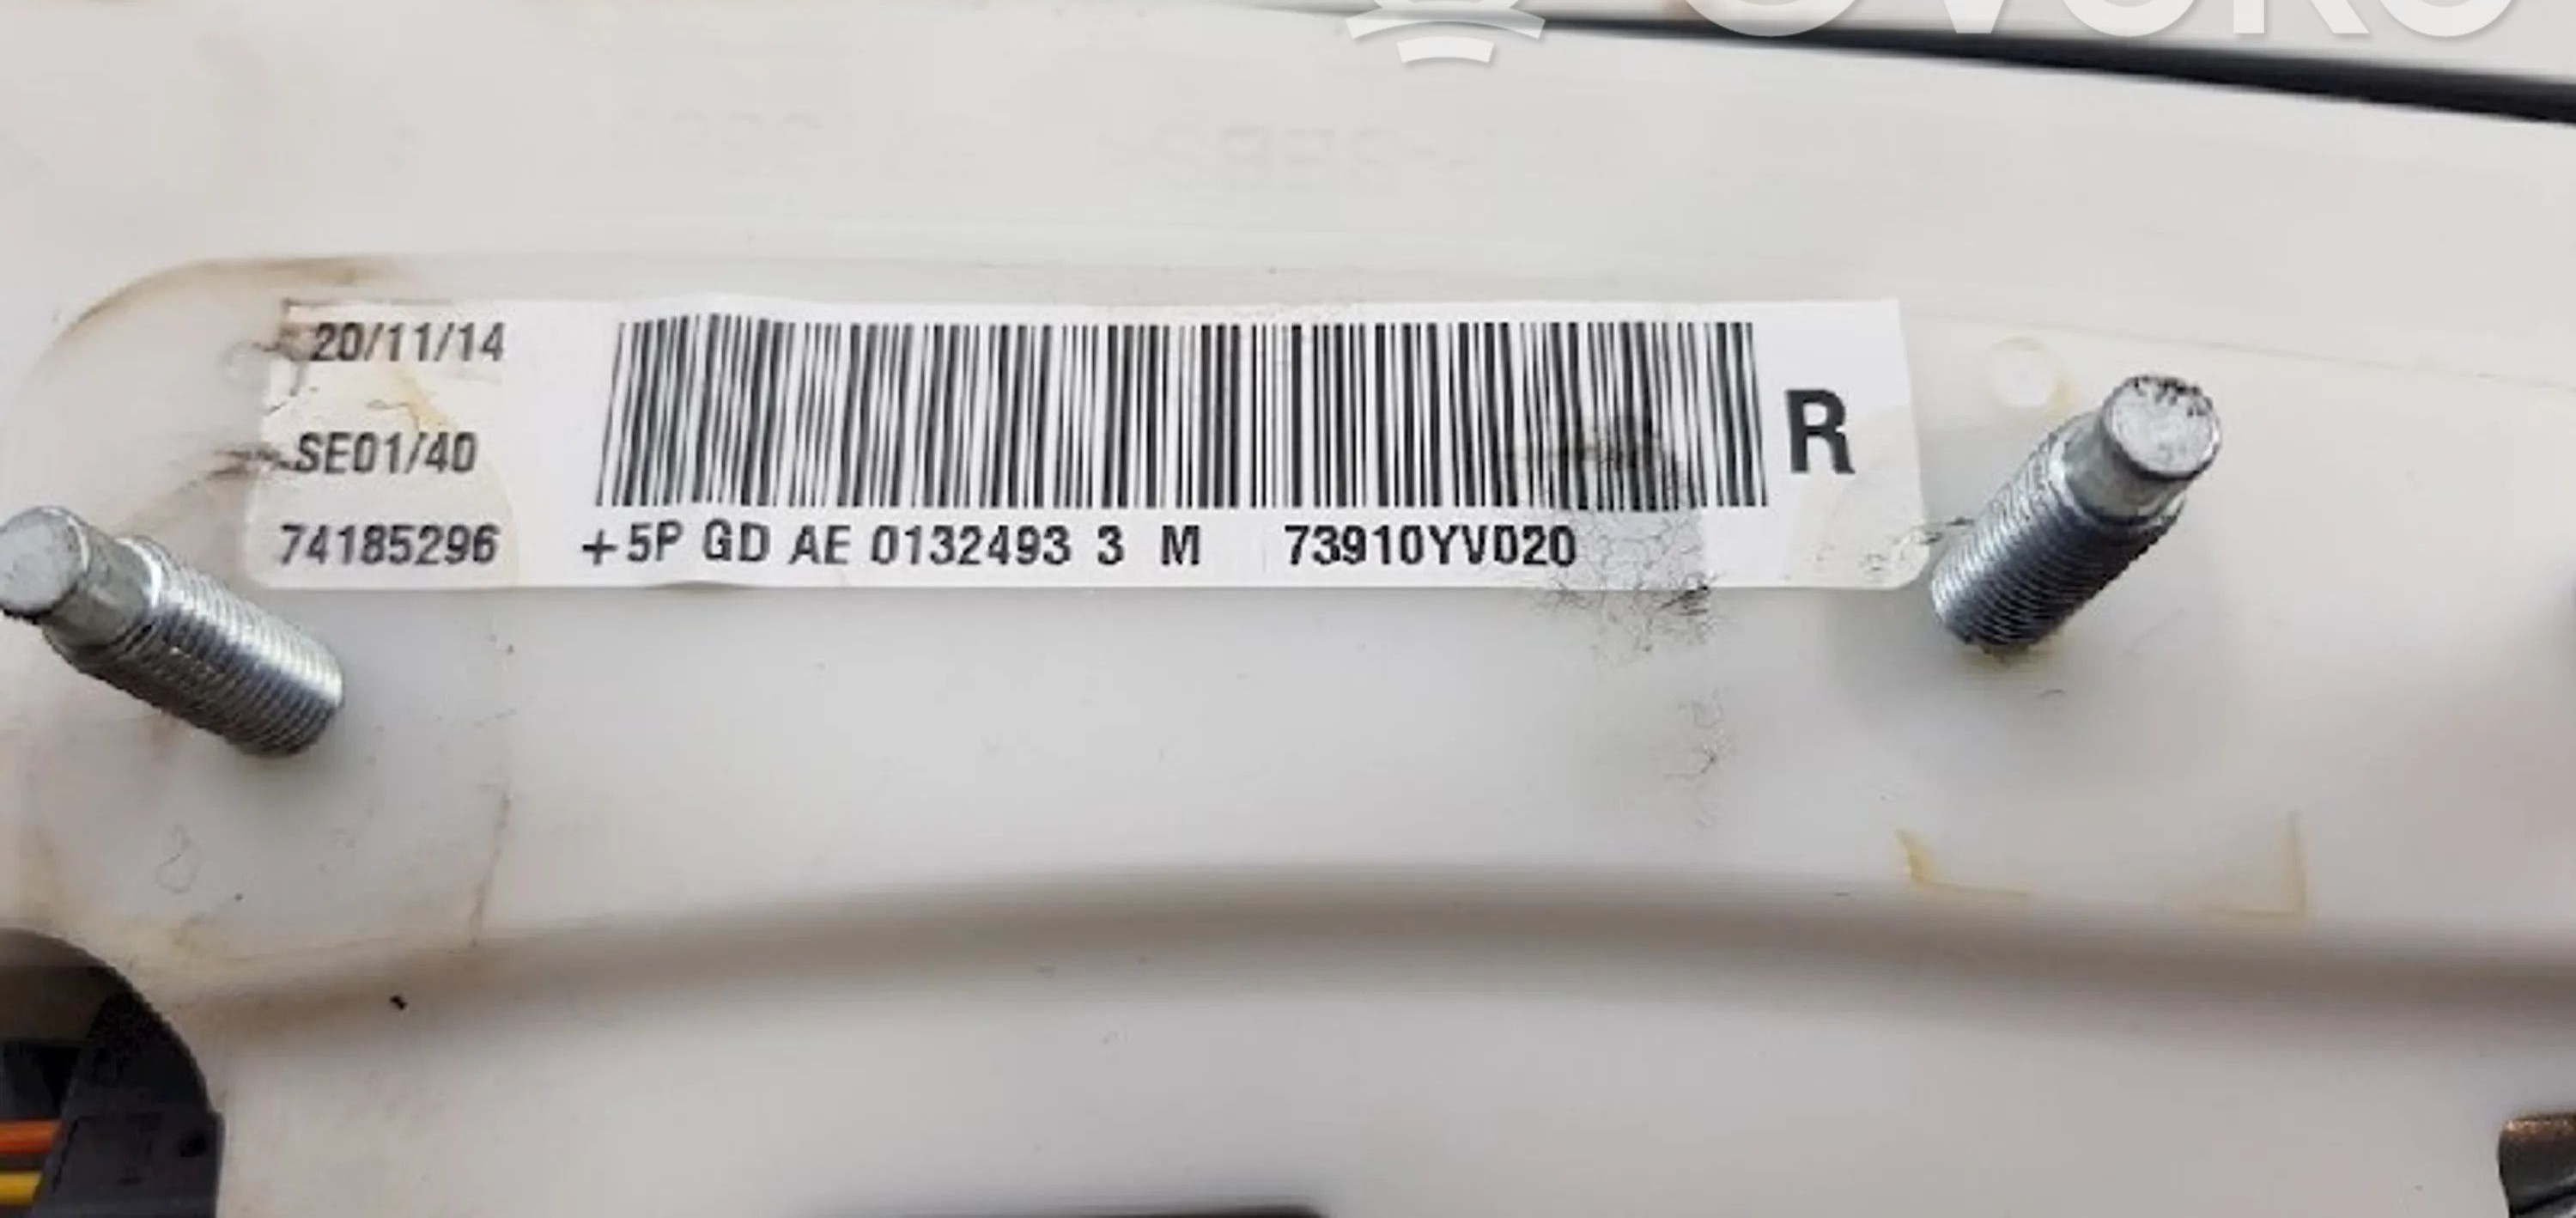 20/11/14
SE01/40
R
74185296 +5P GD AE 0132493 3 M 73910YV020